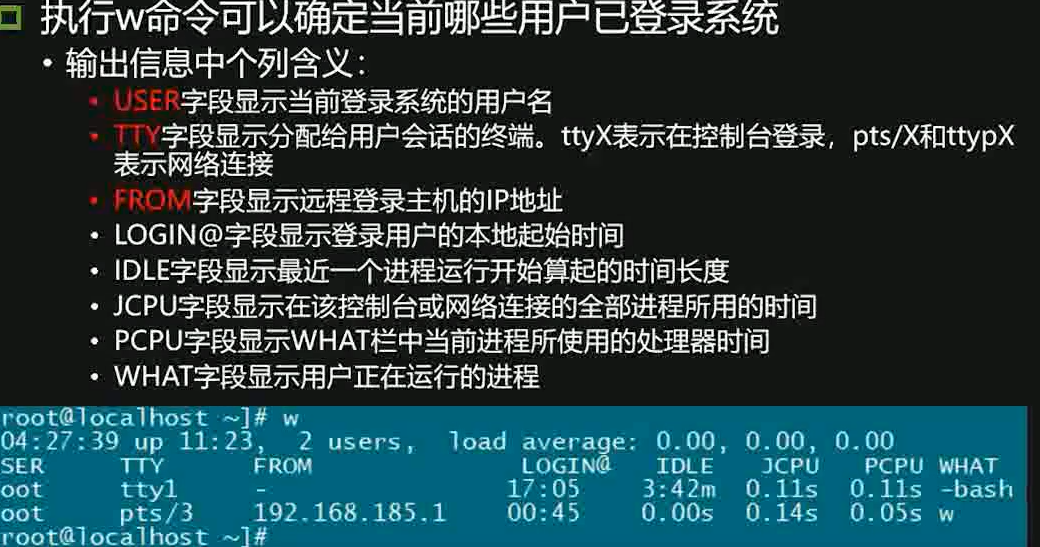 执行w命令可以确定当前哪些用户已登录系统
• 输出信息中个列含义：
• USER字段显示当前登录系统的用户名
• TTY字段显示分配给用户会话的终端。ttyX表示在控制台登录，pts/X和ttypX
表示网络连接
• FROM字段显示远程登录主机的IP地址
• LOGIN@字段显示登录用户的本地起始时间
• IDLE字段显示最近一个进程运行开始算起的时间长度
• JCPU字段显示在该控制台或网络连接的全部进程所用的时间
• PCPU字段显示WHAT栏中当前进程所使用的处理器时间
• WHAT字段显示用户正在运行的进程
root@localhost ~]# w
04:27:39 up 11:23, 2 users, load average: 0.00, 0.00, 0.00
SER TTY FROM LOGIN@ IDLE JCPU PCPU WHAT
oot tty1 - 17:05 3:42m 0.11s 0.11s -bash
oot pts/3 192.168.185.1 00:45 0.00s 0.14s 0.05s w
root@localhost ~]#